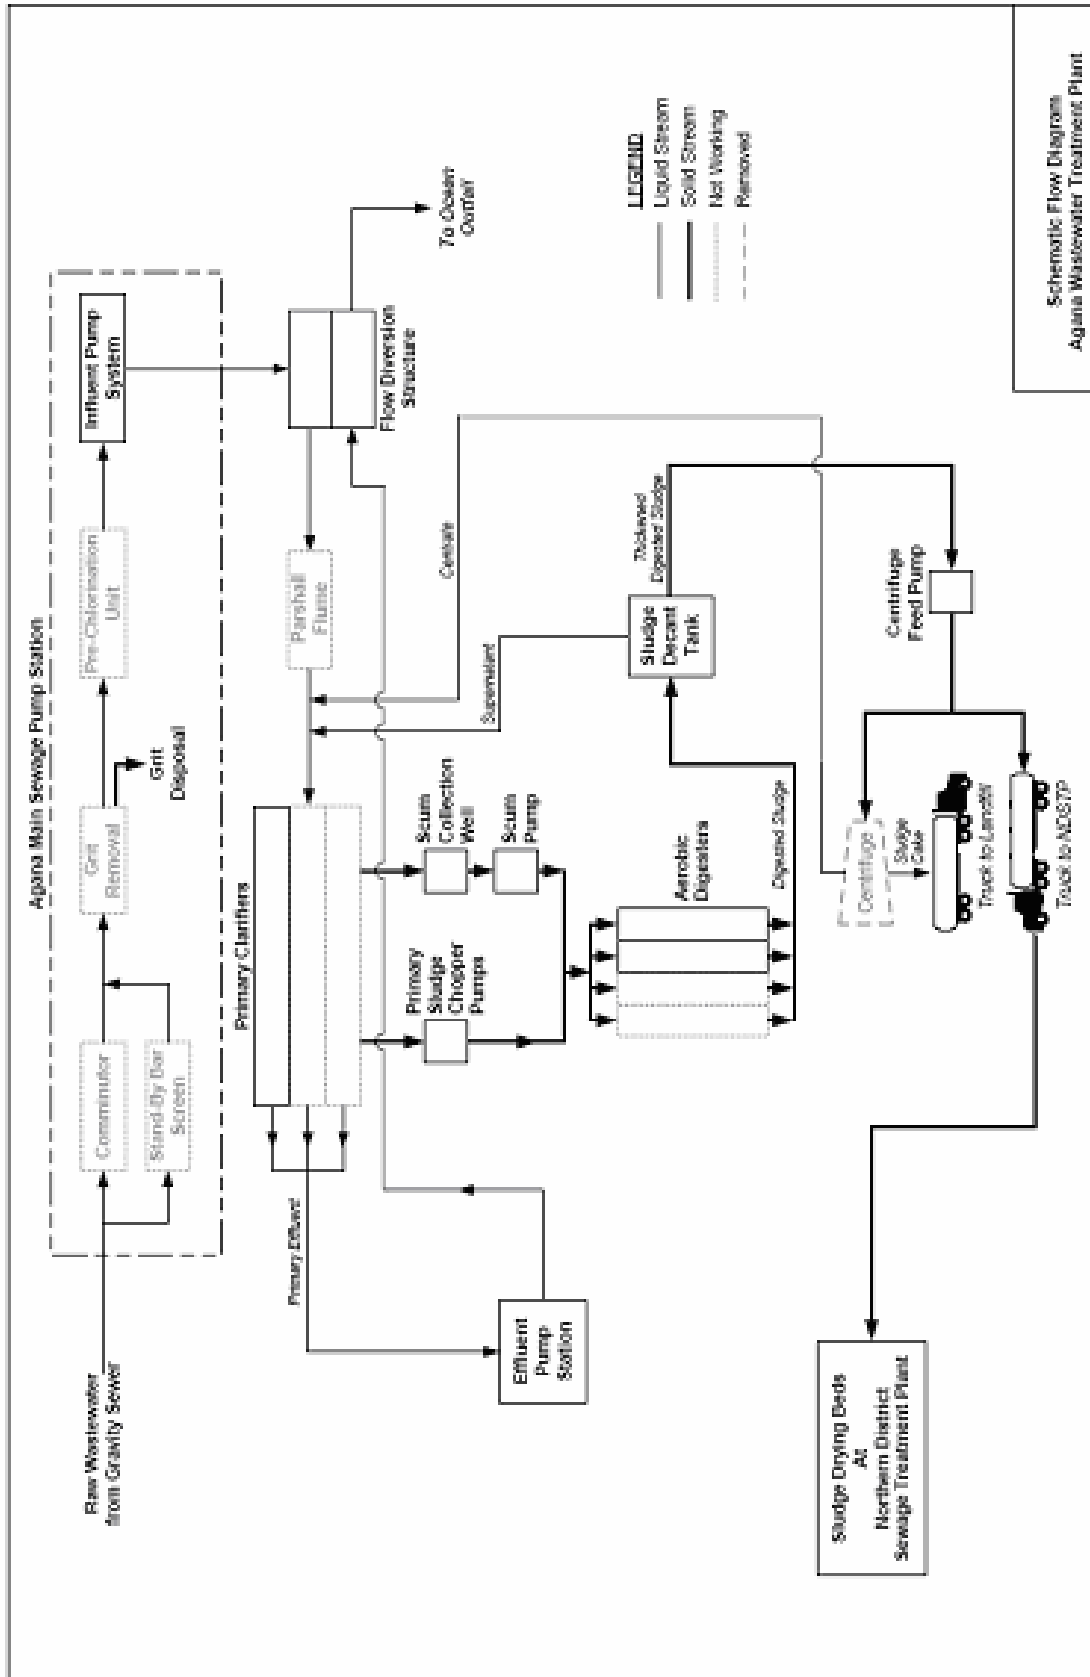 Agana Main Sewage Pump Station
Raw Wastewater
from Gravity Sewer
Comminutor
Stand-By Bar
Screen
Grit
Removal
Grit
Disposal
Pre-Chlorination
Unit
Influent Pump
System
Primary Clarifiers
Parshall
Flume
Flow Diversion
Structure
To Ocean
Outfall
Primary Effluent
Centrate
Supernatant
Primary
Sludge
Chopper
Pumps
Scum
Collection
Well
Scum
Pump
Effluent
Pump
Station
Aerobic
Digesters
Digested Sludge
Sludge
Decant
Tank
Thickened
Digested Sludge
Centrifuge
Feed Pump
Centrifuge
Sludge
Cake
Truck to Landfill
Truck to NDSTP
Sludge Drying Beds
At
Northern District
Sewage Treatment Plant
LEGEND
Liquid Stream
Solid Stream
Not Working
Removed
Schematic Flow Diagram
Agana Wastewater Treatment Plant